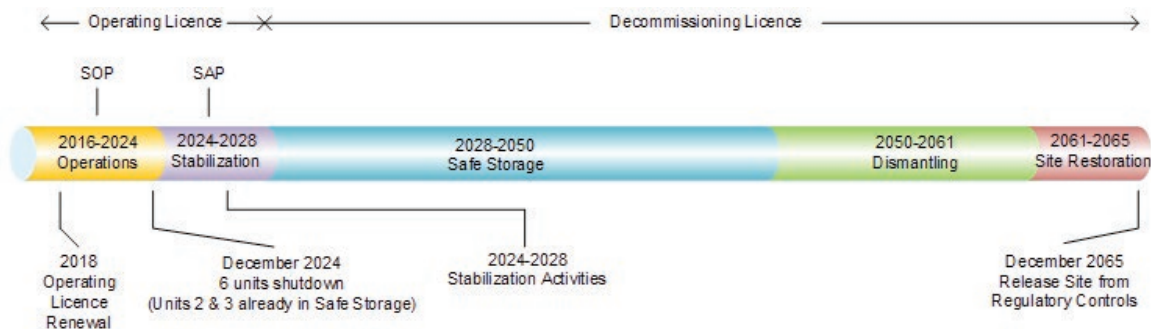 Operating Licence
Decommissioning Licence
SOP
SAP
2016-2024
Operations
2024-2028
Stabilization
2028-2050
Safe Storage
2050-2061
Dismantling
2061-2065
Site Restoration
2018
Operating
Licence
Renewal
December 2024
6 units shutdown
(Units 2 & 3 already in Safe Storage)
2024-2028
Stabilization Activities
December 2065
Release Site from
Regulatory Controls